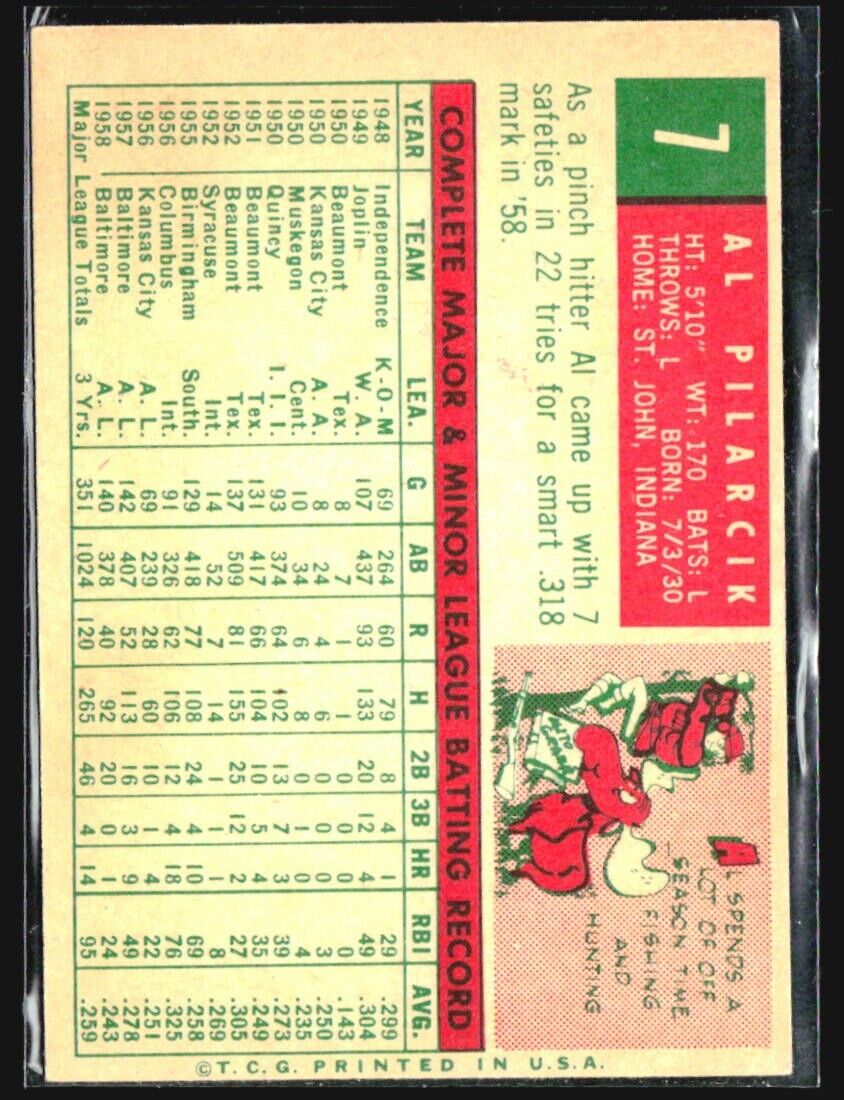 7
AL PILARCIK
HT: 5'10" WT: 170 BATS: L
THROWS: L BORN: 7/3/30
HOME: ST. JOHN, INDIANA
As a pinch hitter Al came up with 7
safeties in 22 tries for a smart .318
mark in '58.
AL SPENDS A
LOT OF OFF
-SEASON TIME
FISHING
AND
HUNTING
COMPLETE MAJOR & MINOR LEAGUE BATTING RECORD
YEAR TEAM LEA. G AB R H 2B 3B HR RBI AVG.
1948 Independence K-O-M 69 264 60 79 8 4 1 29 .299
1949 Joplin W.A. 107 437 93 133 20 12 4 49 .304
1950 Beaumont Tex. 8 7 1 1 0 0 0 0 .143
1950 Kansas City A.A. 8 24 4 6 0 0 0 3 .250
1950 Muskegon Cent. 10 34 6 8 0 1 0 4 .235
1950 Quincy I.I.I. 93 374 64 102 13 7 3 39 .273
1951 Beaumont Tex. 131 417 66 104 10 5 4 35 .249
1952 Beaumont Tex. 137 509 81 155 25 12 2 27 .305
1952 Syracuse Int. 14 52 7 14 1 1 0 8 .269
1955 Birmingham South. 129 418 77 108 24 4 10 69 .258
1956 Columbus Int. 91 326 62 106 12 4 18 76 .325
1956 Kansas City A.L. 69 239 28 60 10 1 4 22 .251
1957 Baltimore A.L. 142 407 52 113 16 3 9 49 .278
1958 Baltimore A.L. 140 378 40 92 20 0 1 24 .243
Major League Totals 3 Yrs. 351 1024 120 265 46 4 14 95 .259
© T.C.G. PRINTED IN U.S.A.